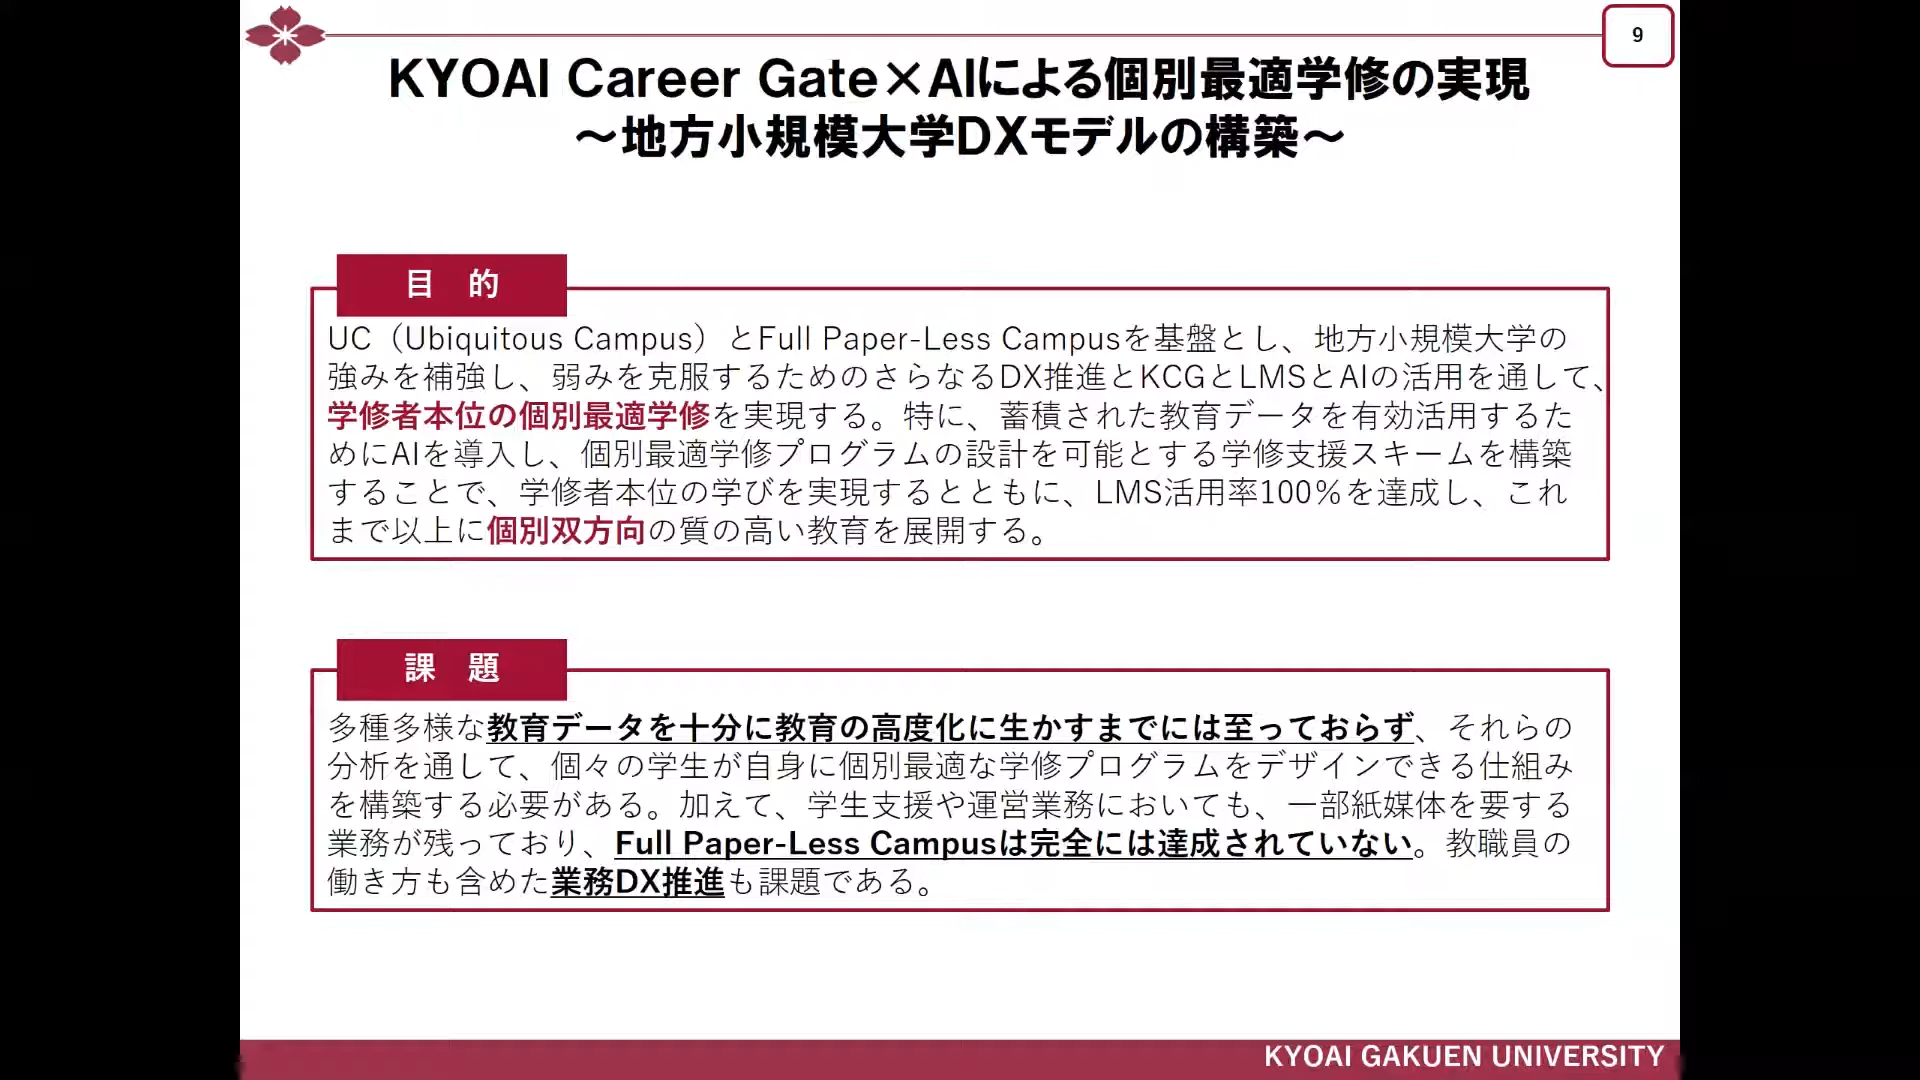 9
KYOAI Career Gate×AIによる個別最適学修の実現
～地方小規模大学DXモデルの構築～
目　的
UC（Ubiquitous Campus）とFull Paper-Less Campusを基盤とし、地方小規模大学の
強みを補強し、弱みを克服するためのさらなるDX推進とKCGとLMSとAIの活用を通して、
学修者本位の個別最適学修を実現する。特に、蓄積された教育データを有効活用するた
めにAIを導入し、個別最適学修プログラムの設計を可能とする学修支援スキームを構築
することで、学修者本位の学びを実現するとともに、LMS活用率100％を達成し、これ
まで以上に個別双方向の質の高い教育を展開する。
課　題
多種多様な教育データを十分に教育の高度化に生かすまでには至っておらず、それらの
分析を通して、個々の学生が自身に個別最適な学修プログラムをデザインできる仕組み
を構築する必要がある。加えて、学生支援や運営業務においても、一部紙媒体を要する
業務が残っており、Full Paper-Less Campusは完全には達成されていない。教職員の
働き方も含めた業務DX推進も課題である。
KYOAI GAKUEN UNIVERSITY